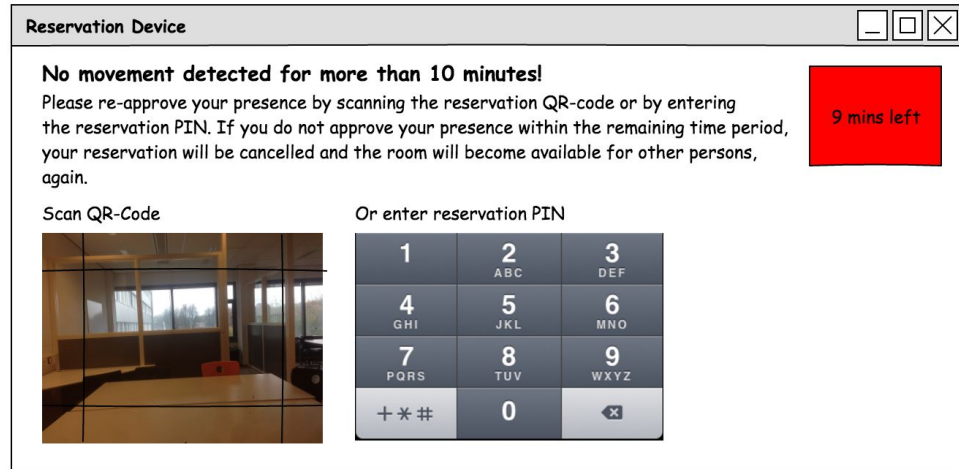 Reservation Device
No movement detected for more than 10 minutes!
Please re-approve your presence by scanning the reservation QR-code or by entering
the reservation PIN. If you do not approve your presence within the remaining time period,
your reservation will be cancelled and the room will become available for other persons,
again.
9 mins left
Scan QR-Code
Or enter reservation PIN
1 2 3
ABC DEF
4 5 6
GHI JKL MNO
7 8 9
PQRS TUV WXYZ
+*# 0